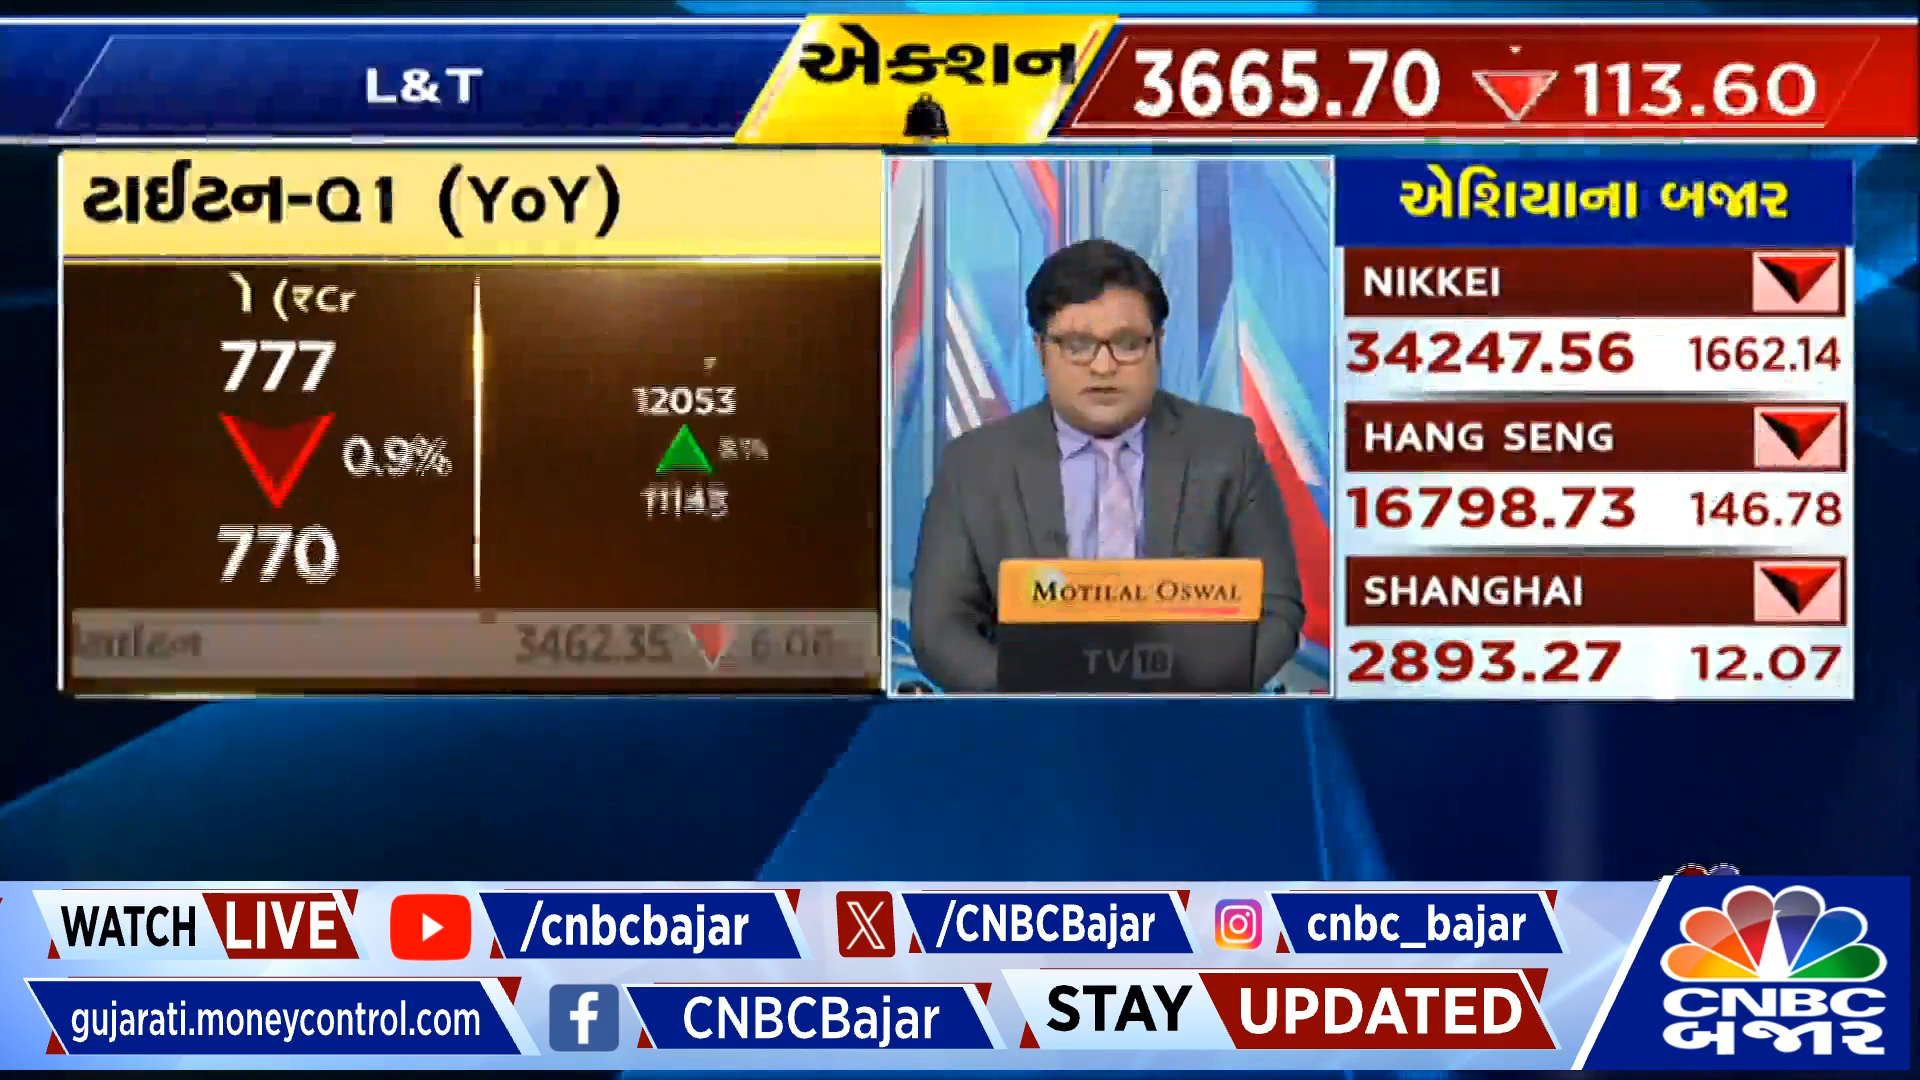 L&T
એક્શન
3665.70 113.60
ટાઈટન-Q1 (YoY)
(₹Cr
777
0.9%
770
12053
3462.35
MOTILAL OSWAL
TV18
એશિયાના બજાર
NIKKEI
34247.56 1662.14
HANG SENG
16798.73 146.78
SHANGHAI
2893.27 12.07
WATCH LIVE /cnbcbajar /CNBCBajar cnbc_bajar
gujarati.moneycontrol.com CNBCBajar STAY UPDATED
CNBC
બજાર